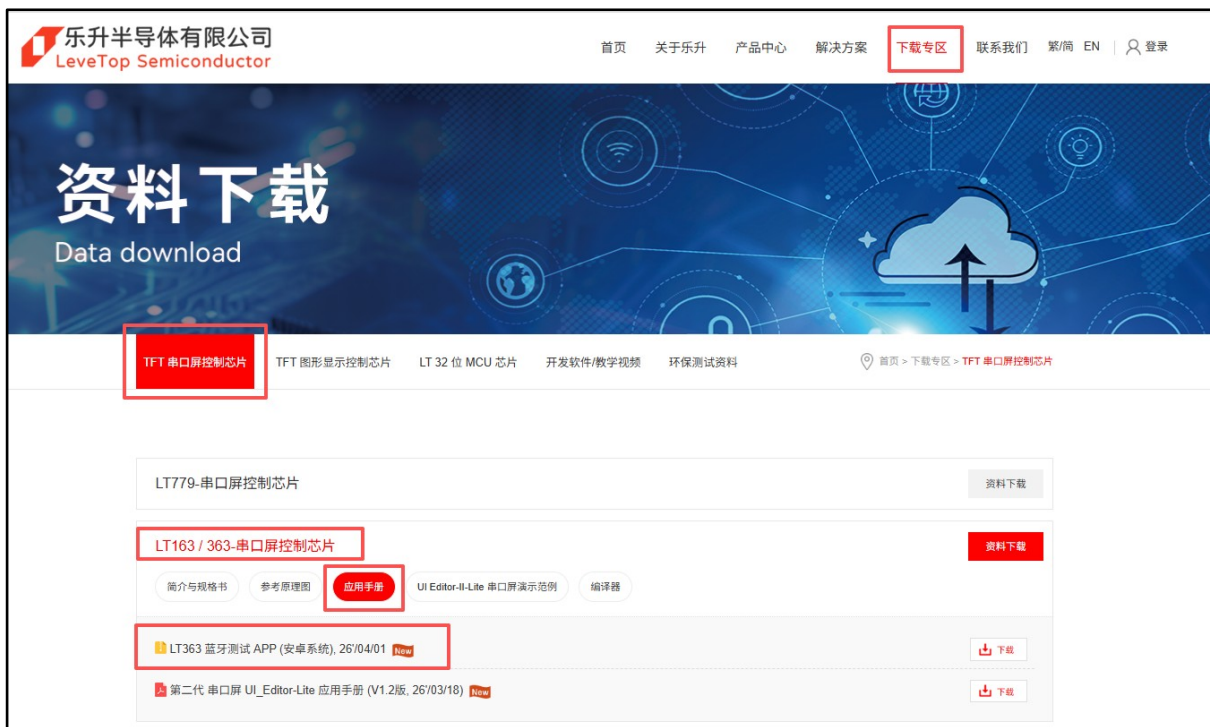 乐升半导体有限公司
LeveTop Semiconductor
首页 关于乐升 产品中心 解决方案 下载专区 联系我们 繁/简 EN 登录
资料下载
Data download
TFT 串口屏控制芯片 TFT 图形显示控制芯片 LT 32 位 MCU 芯片 开发软件/教学视频 环保测试资料 首页 > 下载专区 > TFT 串口屏控制芯片
LT779-串口屏控制芯片 资料下载
LT163 / 363-串口屏控制芯片 资料下载
简介与规格书 参考原理图 应用手册 UI Editor-II-Lite 串口屏演示范例 编译器
LT363 蓝牙测试 APP (安卓系统), 26'/04/01 New 下载
第二代 串口屏 UI_Editor-Lite 应用手册 (V1.2版, 26'/03/18) New 下载